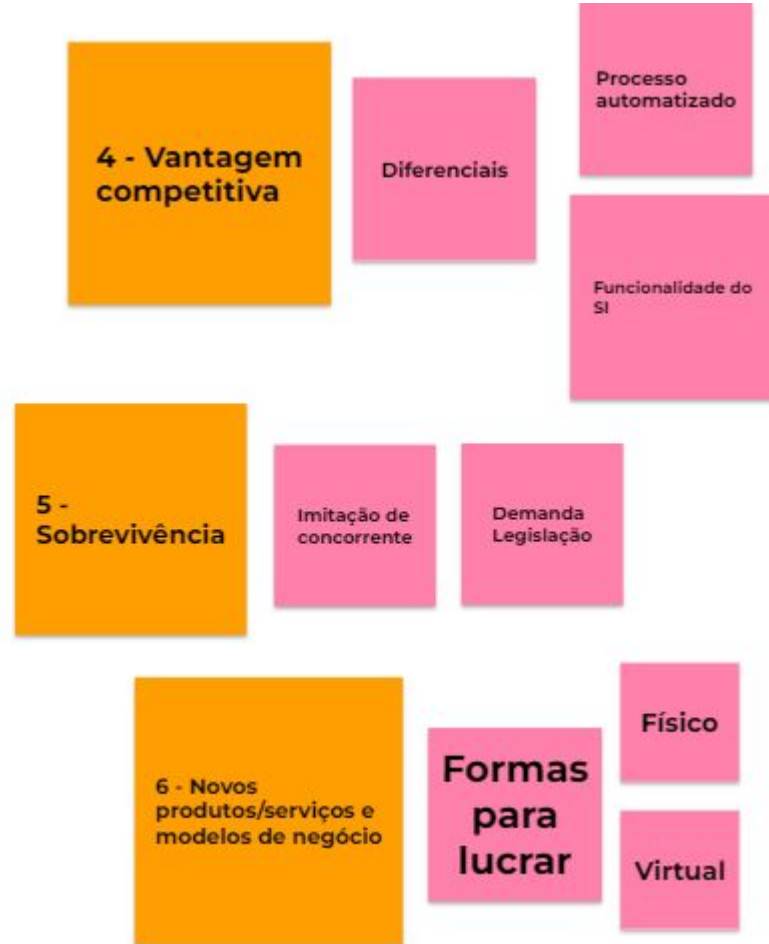 4 - Vantagem
competitiva
Diferenciais
Processo
automatizado
Funcionalidade do
SI
5 -
Sobrevivência
Imitação de
concorrente
Demanda
Legislação
6 - Novos
produtos/serviços e
modelos de negócio
Formas
para
lucrar
Físico
Virtual